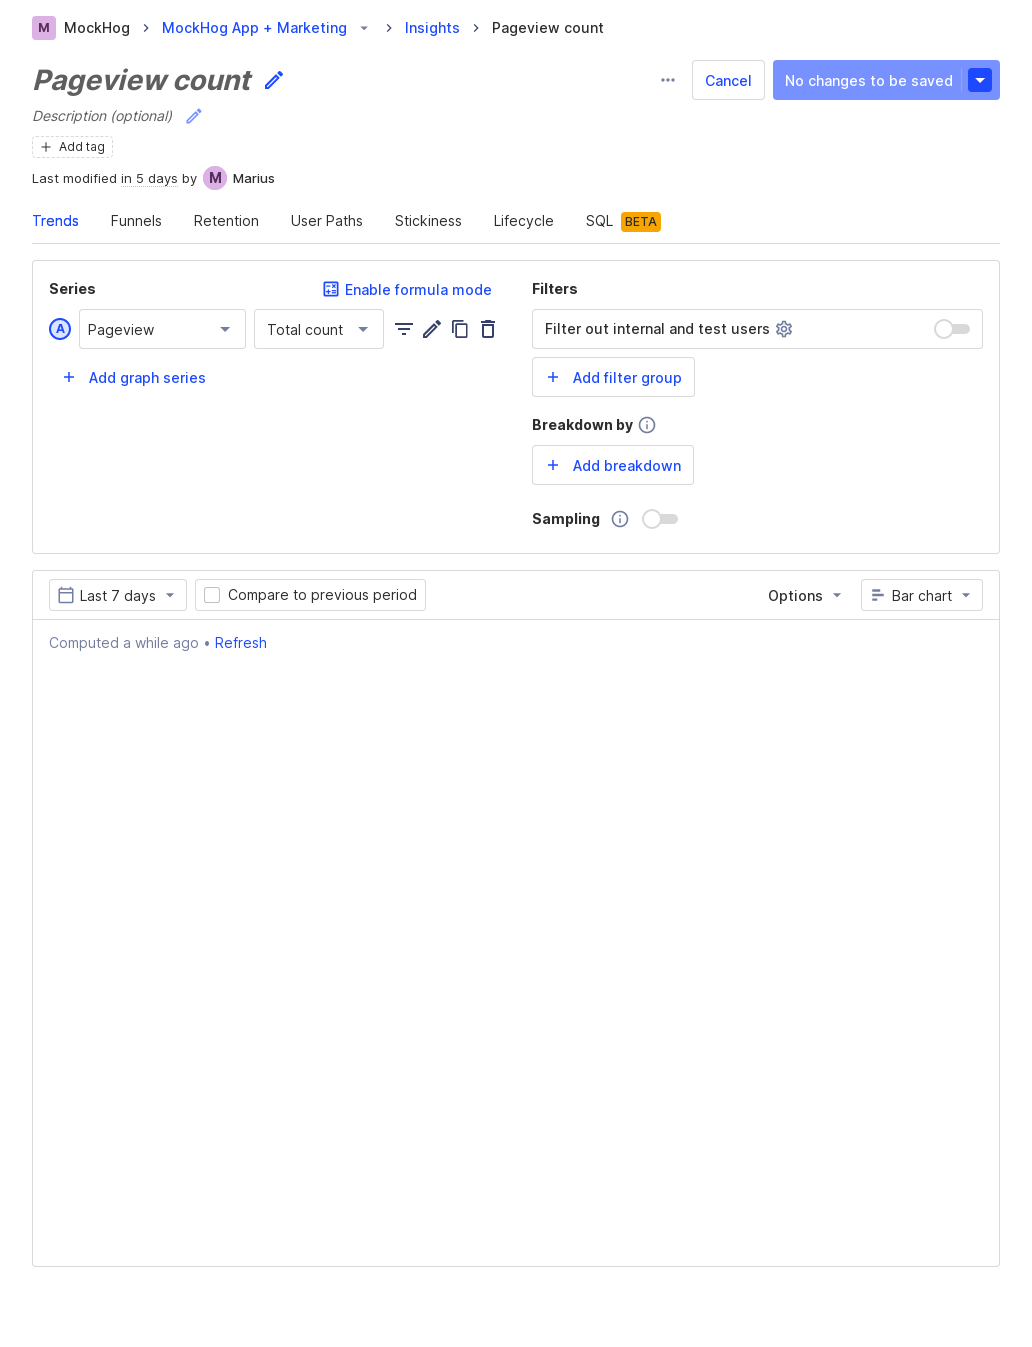 M MockHog > MockHog App + Marketing > Insights > Pageview count
Pageview count
Cancel
No changes to be saved
Description (optional)
+ Add tag
Last modified in 5 days by M Marius
Trends Funnels Retention User Paths Stickiness Lifecycle SQL BETA
Series
Enable formula mode
A Pageview Total count
+ Add graph series
Filters
Filter out internal and test users
+ Add filter group
Breakdown by
+ Add breakdown
Sampling
Last 7 days Compare to previous period Options Bar chart
Computed a while ago • Refresh